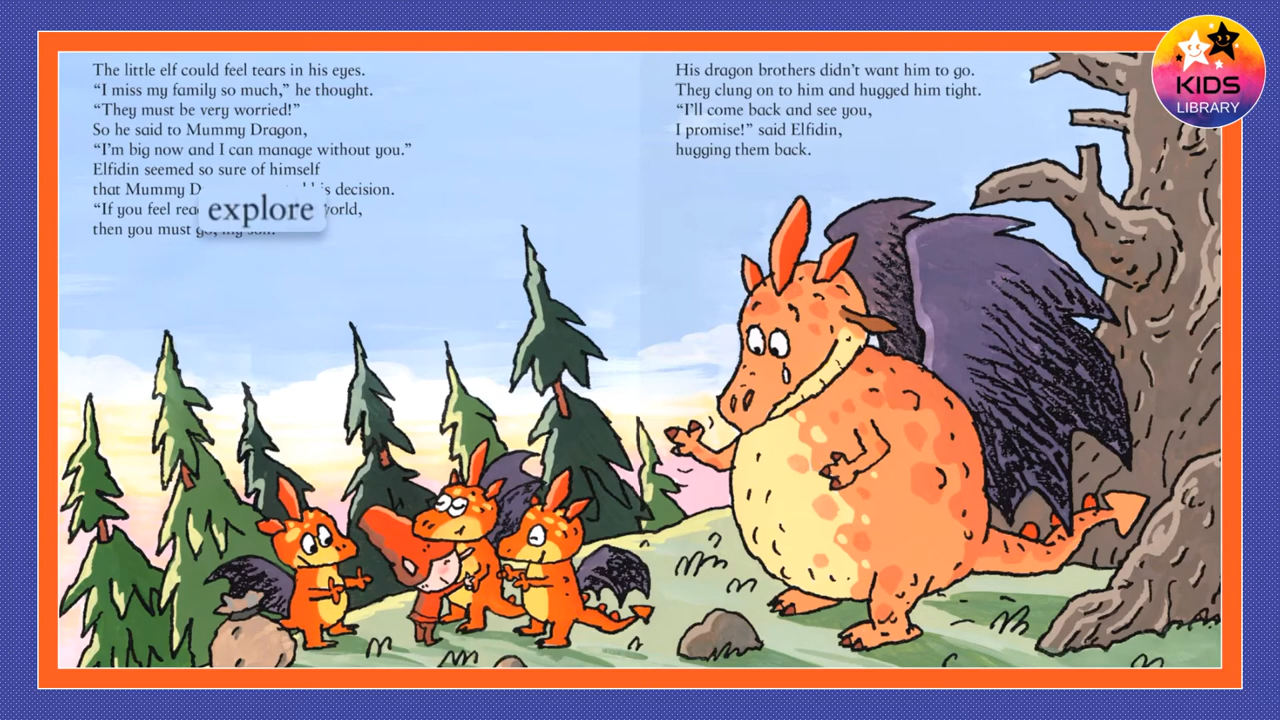 The little elf could feel tears in his eyes.
“I miss my family so much,” he thought.
“They must be very worried!”
So he said to Mummy Dragon,
“I’m big now and I can manage without you.”
Elfidin seemed so sure of himself
that Mummy decision.
“If you feel explore
then you must go, my son.”
His dragon brothers didn’t want him to go.
They clung on to him and hugged him tight.
“I’ll come back and see you,
I promise!” said Elfidin,
hugging them back.
KIDS
LIBRARY